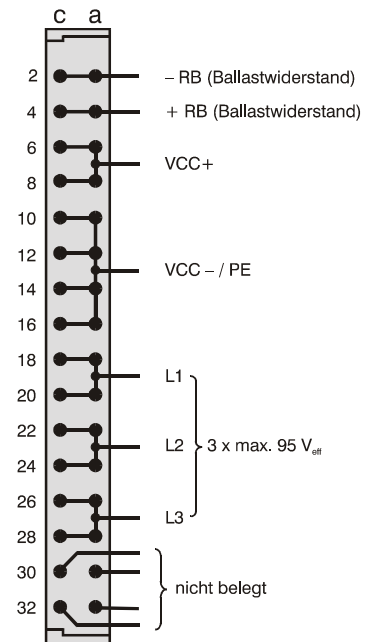 c a
2 – RB (Ballastwiderstand)
4 + RB (Ballastwiderstand)
6
VCC+
8
10
12
VCC – / PE
14
16
18
L1
20
22
L2 3 x max. 95 Veff
24
26
L3
28
30
nicht belegt
32